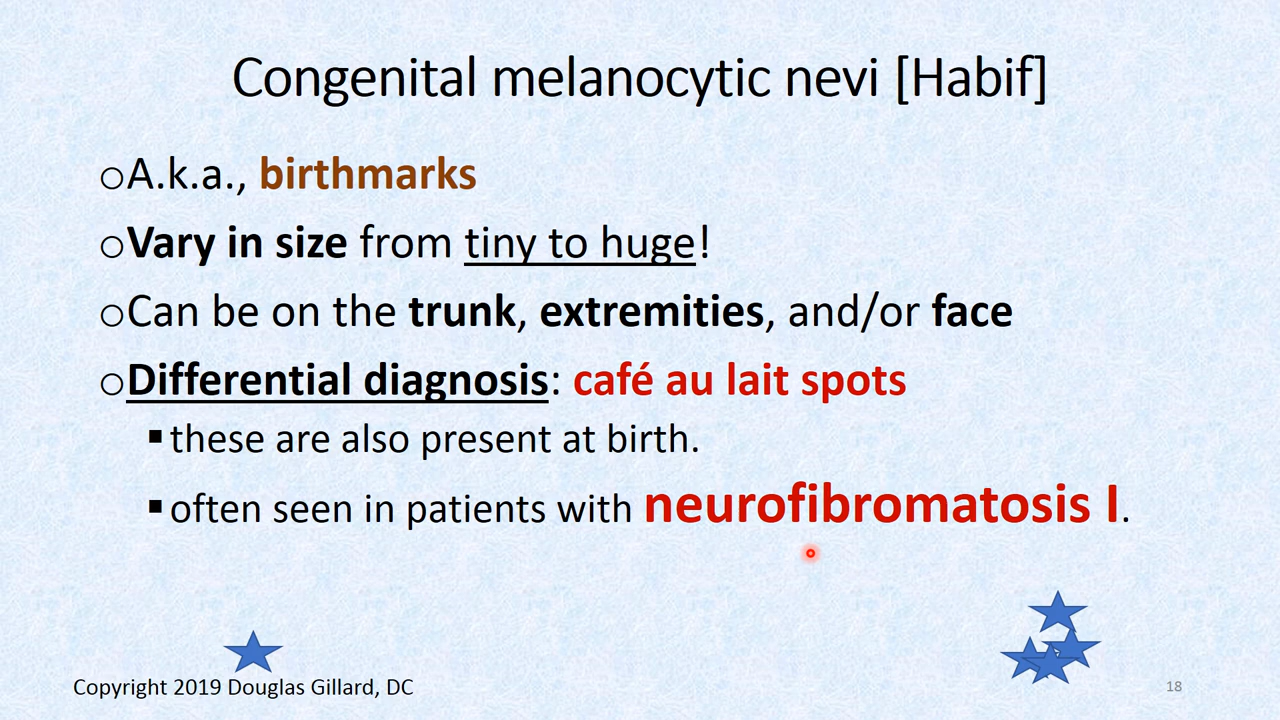 Congenital melanocytic nevi [Habif]
A.k.a., birthmarks
Vary in size from tiny to huge!
Can be on the trunk, extremities, and/or face
Differential diagnosis: café au lait spots
these are also present at birth.
often seen in patients with neurofibromatosis I.
Copyright 2019 Douglas Gillard, DC
18